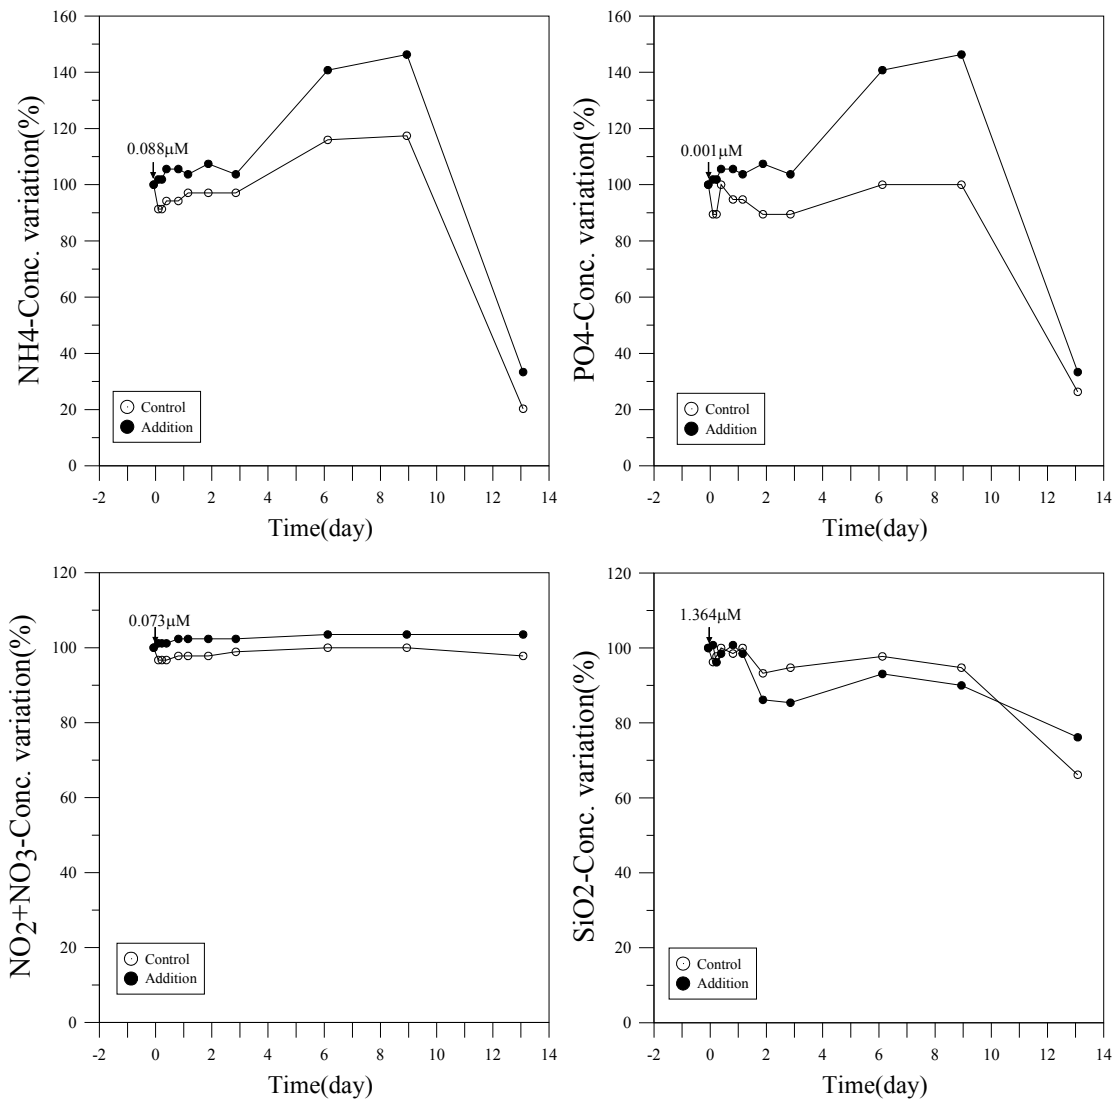 160
140
120
100
80
60
40
20
0
-2 0 2 4 6 8 10 12 14
Time(day)
NH4-Conc. variation(%)
0.088µM
Control
Addition
160
140
120
100
80
60
40
20
0
-2 0 2 4 6 8 10 12 14
Time(day)
PO4-Conc. variation(%)
0.001µM
Control
Addition
120
100
80
60
40
20
0
-2 0 2 4 6 8 10 12 14
Time(day)
NO2+NO3-Conc. variation(%)
0.073µM
Control
Addition
120
100
80
60
40
20
0
-2 0 2 4 6 8 10 12 14
Time(day)
SiO2-Conc. variation(%)
1.364µM
Control
Addition